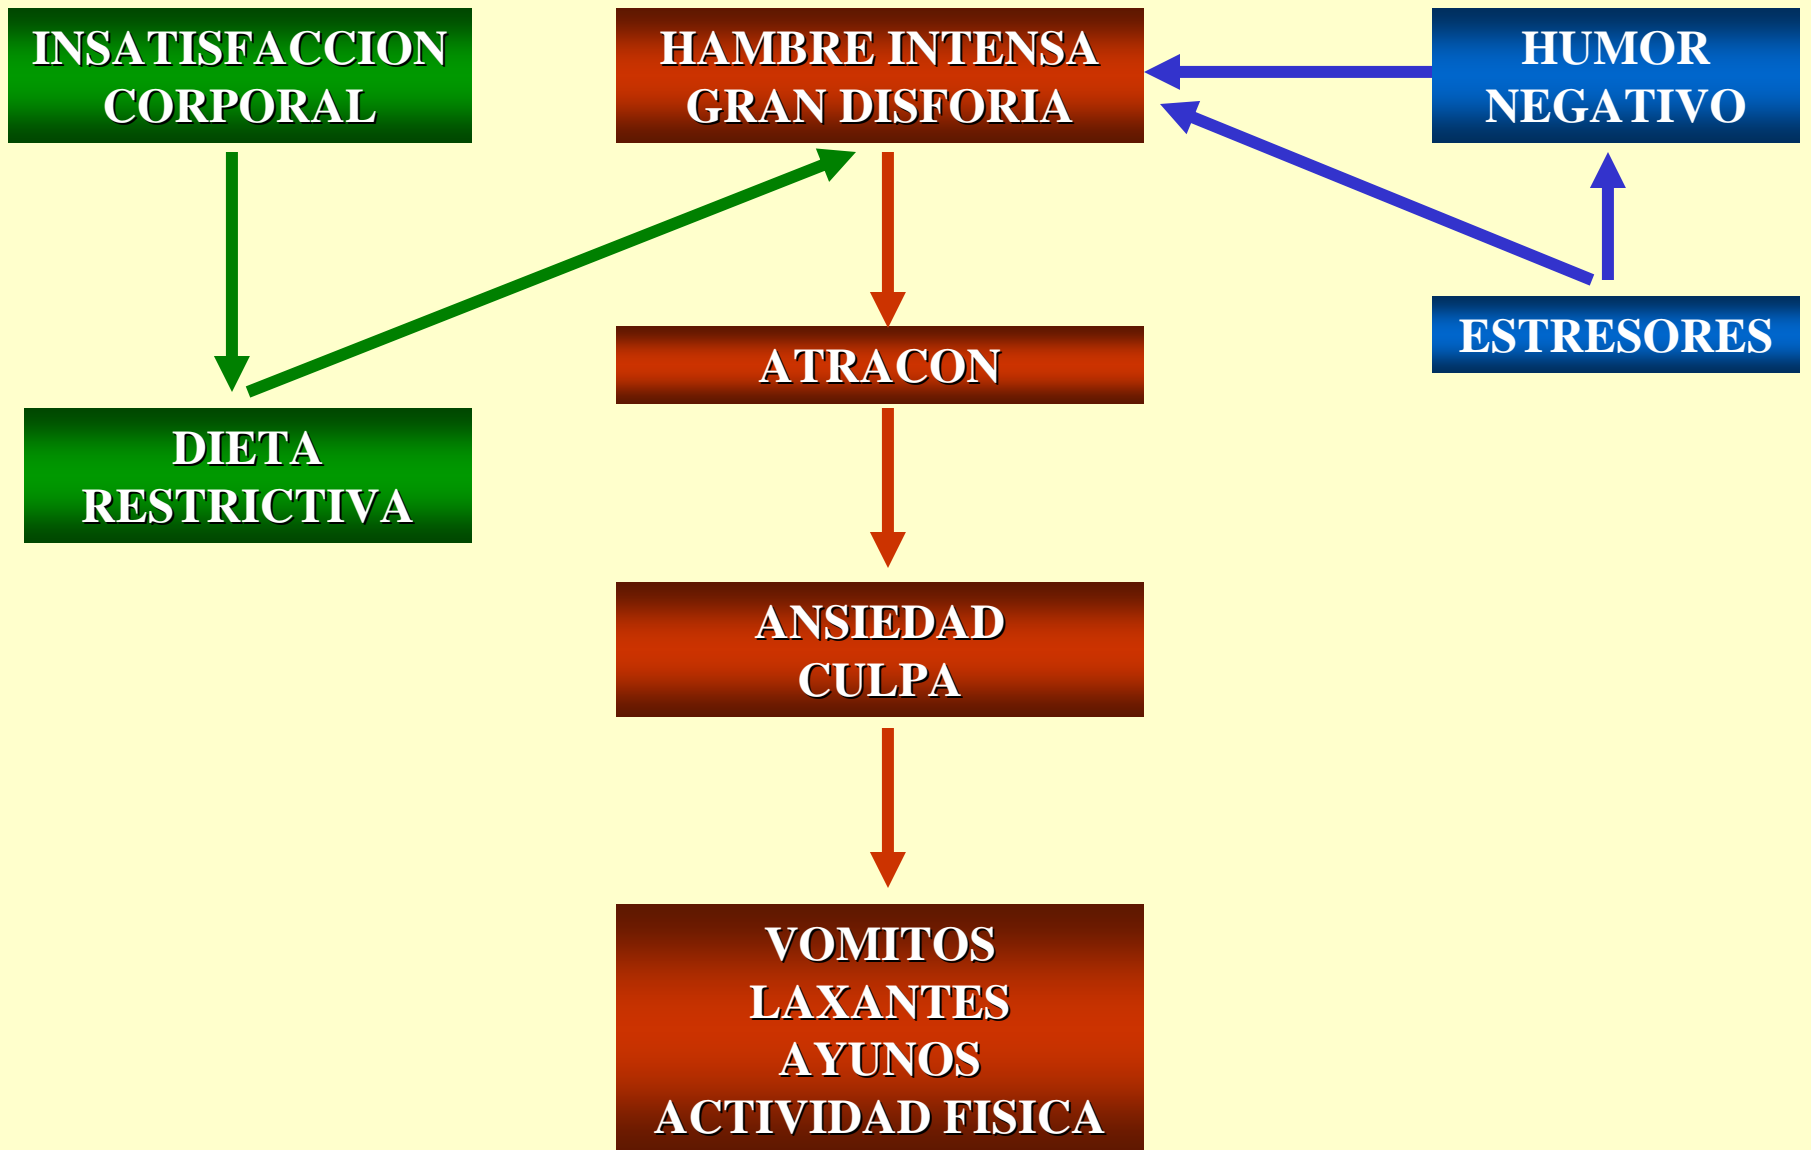 INSATISFACCION
CORPORAL
HAMBRE INTENSA
GRAN DISFORIA
HUMOR
NEGATIVO
ESTRESORES
ATRACON
DIETA
RESTRICTIVA
ANSIEDAD
CULPA
VOMITOS
LAXANTES
AYUNOS
ACTIVIDAD FISICA